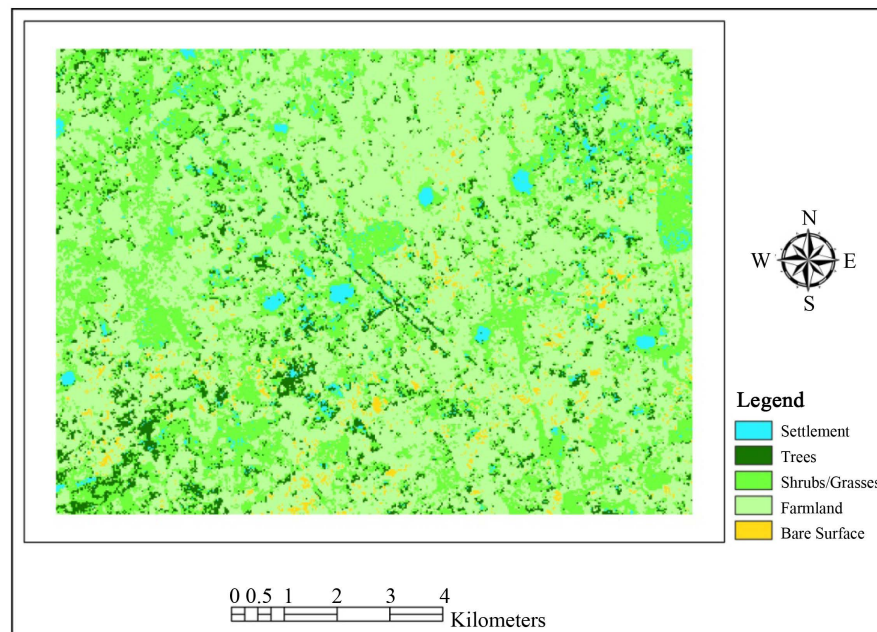 N
W E
S
Legend
Settlement
Trees
Shrubs/Grasses
Farmland
Bare Surface
0 0.5 1 2 3 4
Kilometers